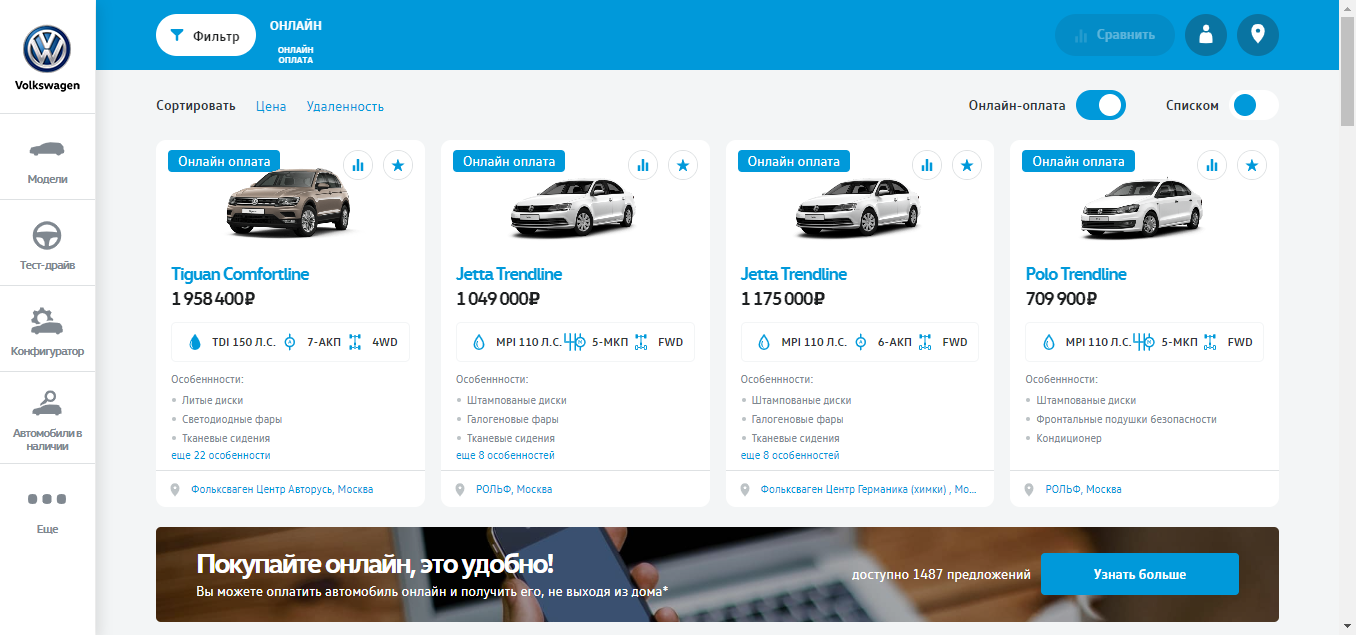 Volkswagen
Модели
Тест-драйв
Конфигуратор
Автомобили в
наличии
Еще
Фильтр
ОНЛАЙН
ОНЛАЙН
ОПЛАТА
Сравнить
Сортировать Цена Удаленность
Онлайн-оплата Списком
Онлайн оплата
Tiguan Comfortline
1 958 400₽
TDI 150 Л.С. 7-АКП 4WD
Особеннности:
Литые диски
Светодиодные фары
Тканевые сидения
еще 22 особенности
Фольксваген Центр Авторусь, Москва
Онлайн оплата
Jetta Trendline
1 049 000₽
MPI 110 Л.С. 5-МКП FWD
Особеннности:
Штампованые диски
Галогеновые фары
Тканевые сидения
еще 8 особенностей
РОЛЬФ, Москва
Онлайн оплата
Jetta Trendline
1 175 000₽
MPI 110 Л.С. 6-АКП FWD
Особеннности:
Штампованые диски
Галогеновые фары
Тканевые сидения
еще 8 особенностей
Фольксваген Центр Германика (химки) , Мо...
Онлайн оплата
Polo Trendline
709 900₽
MPI 110 Л.С. 5-МКП FWD
Особеннности:
Штампованые диски
Фронтальные подушки безопасности
Кондиционер
РОЛЬФ, Москва
Покупайте онлайн, это удобно!
Вы можете оплатить автомобиль онлайн и получить его, не выходя из дома*
доступно 1487 предложений
Узнать больше